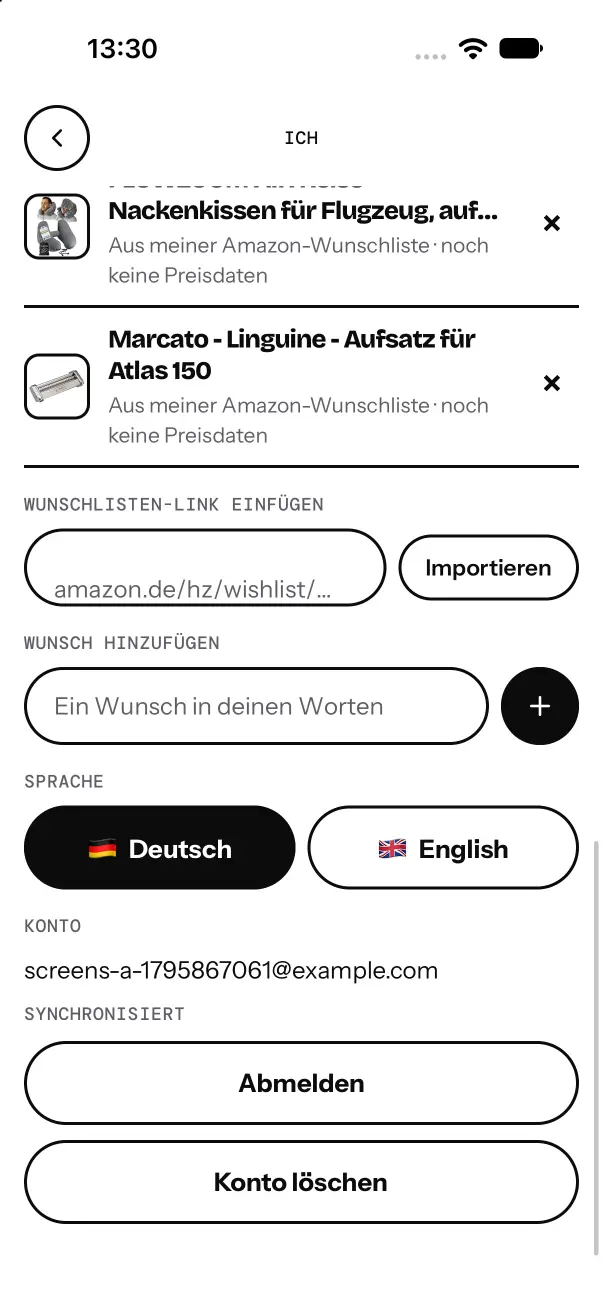 13:30
ICH
Nackenkissen für Flugzeug, auf...
Aus meiner Amazon-Wunschliste · noch
keine Preisdaten
Marcato - Linguine - Aufsatz für
Atlas 150
Aus meiner Amazon-Wunschliste · noch
keine Preisdaten
WUNSCHLISTEN-LINK EINFÜGEN
amazon.de/hz/wishlist/...
Importieren
WUNSCH HINZUFÜGEN
Ein Wunsch in deinen Worten
SPRACHE
Deutsch
English
KONTO
screens-a-1795867061@example.com
SYNCHRONISIERT
Abmelden
Konto löschen